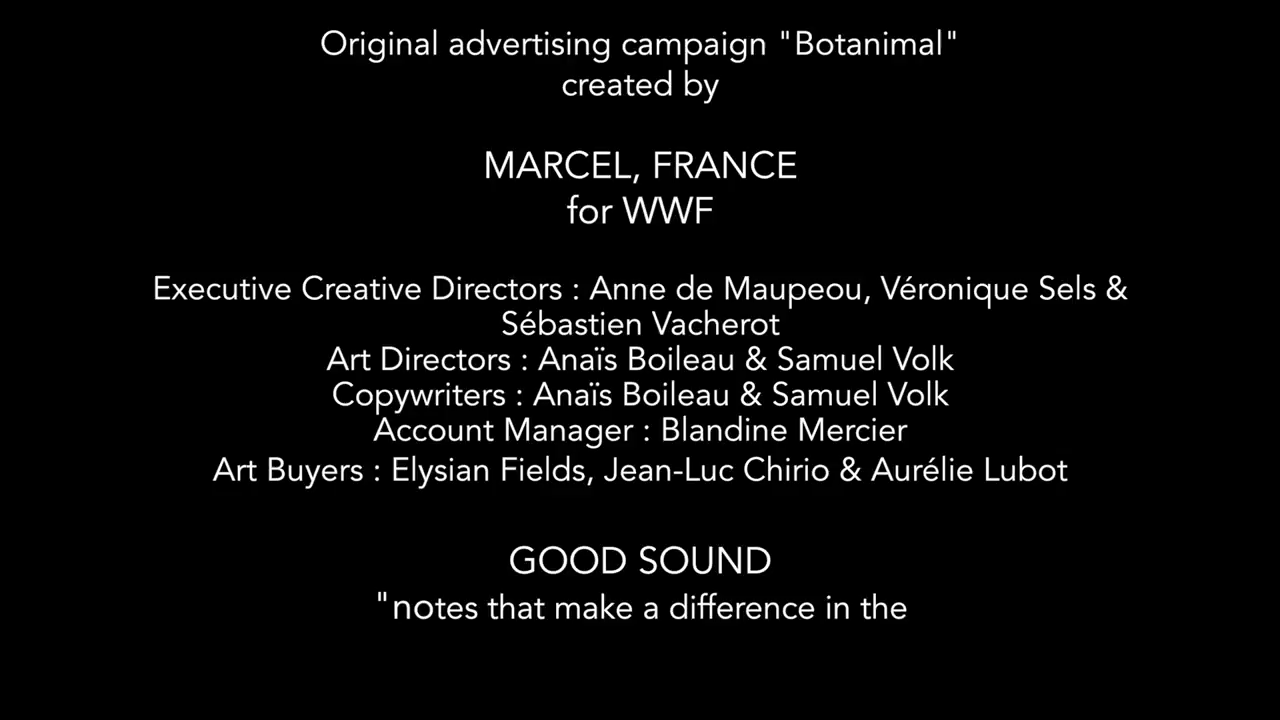 Original advertising campaign "Botanimal"
created by
MARCEL, FRANCE
for WWF
Executive Creative Directors : Anne de Maupeou, Véronique Sels &
Sébastien Vacherot
Art Directors : Anaïs Boileau & Samuel Volk
Copywriters : Anaïs Boileau & Samuel Volk
Account Manager : Blandine Mercier
Art Buyers : Elysian Fields, Jean-Luc Chirio & Aurélie Lubot
GOOD SOUND
"notes that make a difference in the